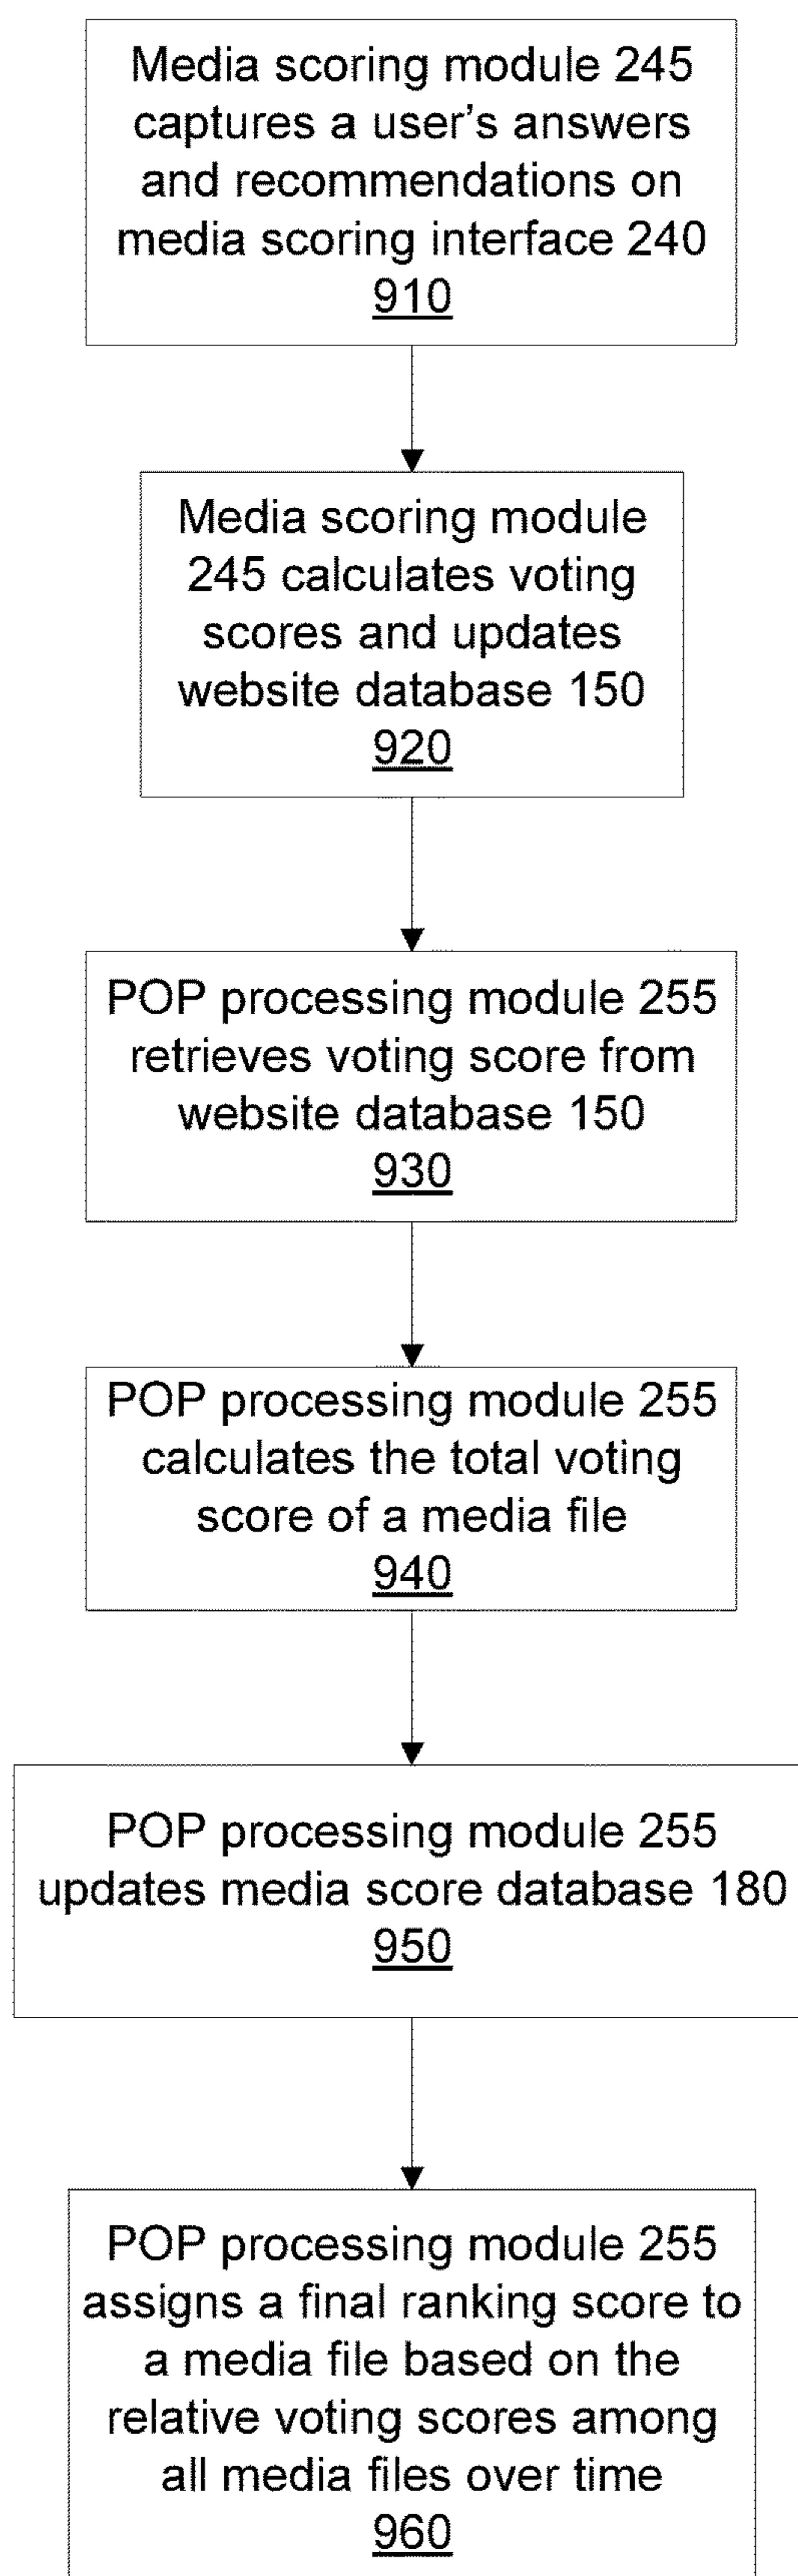 Media scoring module 245
captures a user's answers
and recommendations on
media scoring interface 240
910
Media scoring module
245 calculates voting
scores and updates
website database 150
920
POP processing module 255
retrieves voting score from
website database 150
930
POP processing module 255
calculates the total voting
score of a media file
940
POP processing module 255
updates media score database 180
950
POP processing module 255
assigns a final ranking score to
a media file based on the
relative voting scores among
all media files over time
960